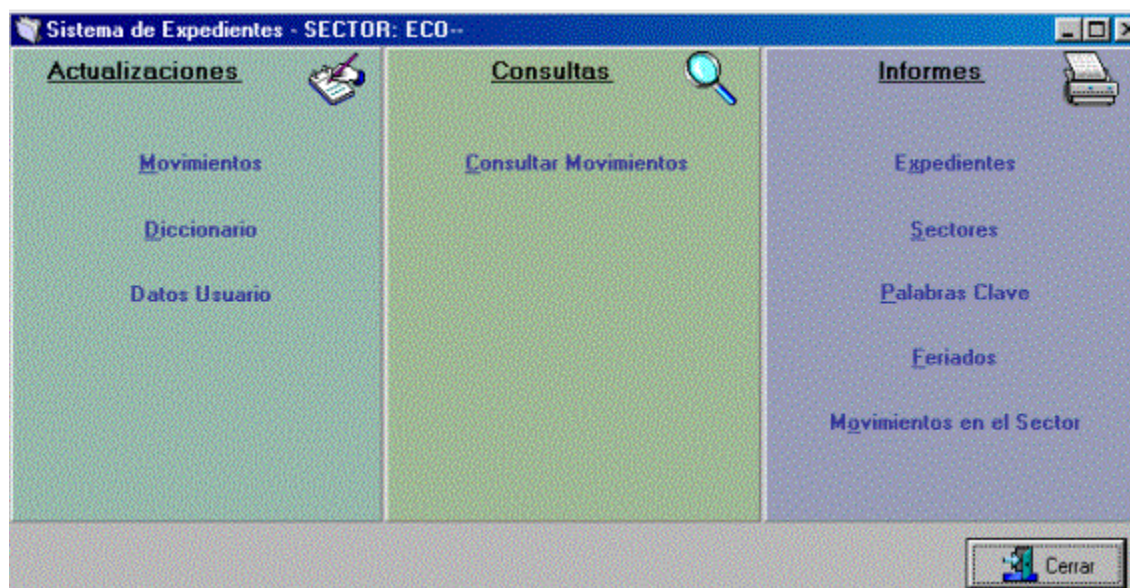 Sistema de Expedientes - SECTOR: ECO--
Actualizaciones
Movimientos
Diccionario
Datos Usuario
Consultas
Consultar Movimientos
Informes
Expedientes
Sectores
Palabras Clave
Feriados
Movimientos en el Sector
Cerrar